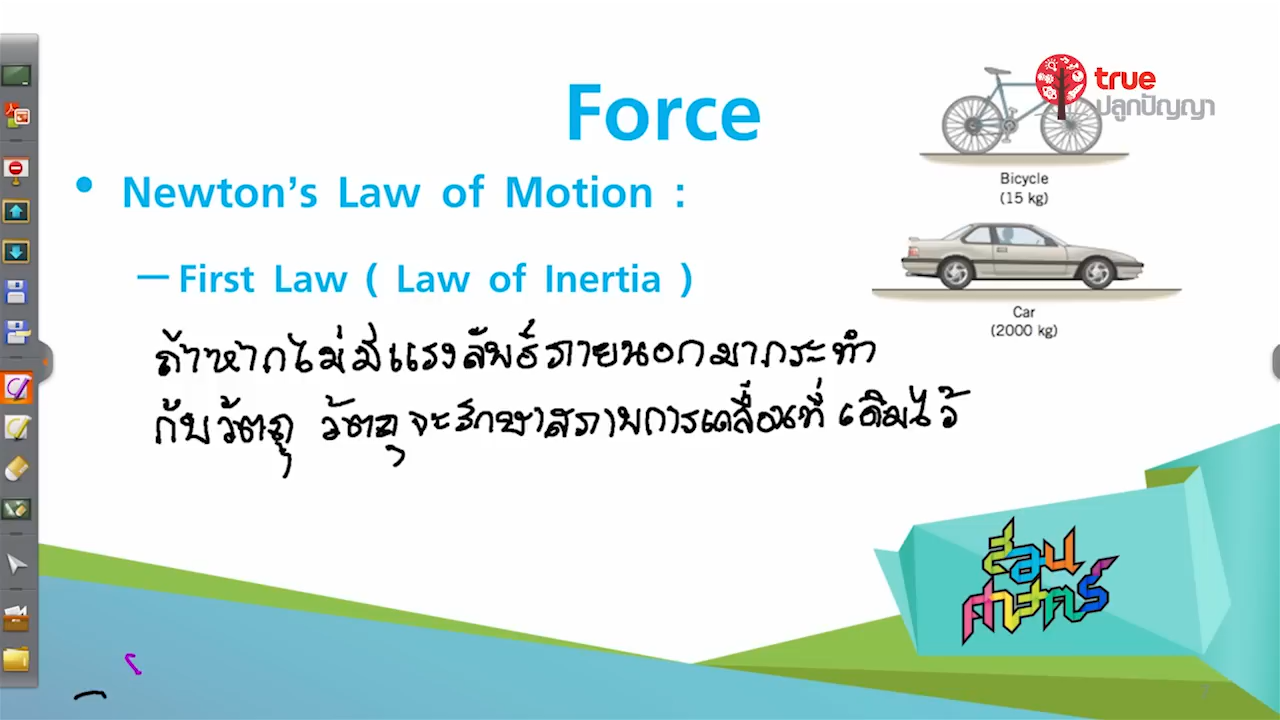 true
ปลูกปัญญา
Force
• Newton's Law of Motion :
– First Law ( Law of Inertia )
Bicycle
(15 kg)
Car
(2000 kg)
ถ้าหากไม่มีแรงลัพธ์ภายนอกมากระทำ
กับวัตถุ วัตถุจะรักษาสภาพการเคลื่อนที่เดิมไว้
สอน
ศาสตร์
7